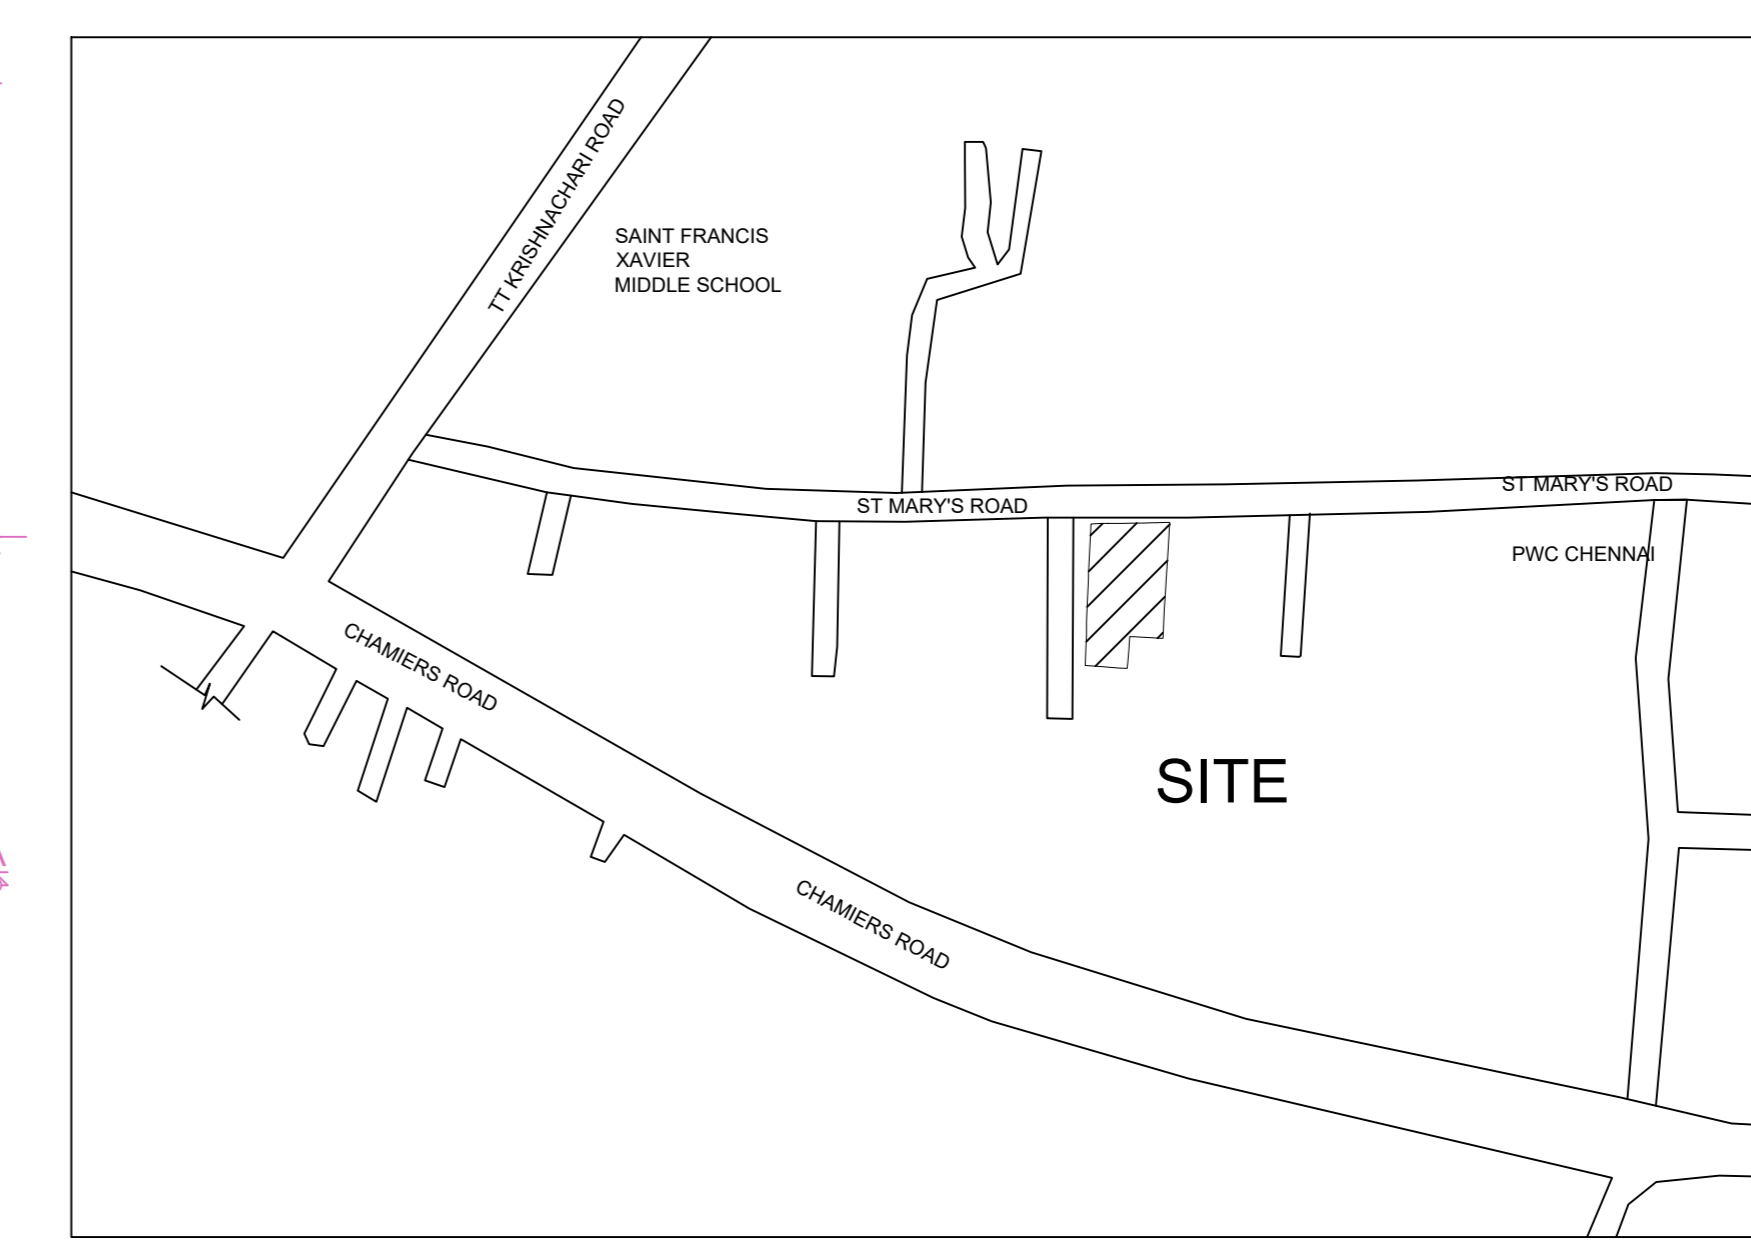 TT KRISHNACHARI ROAD
SAINT FRANCIS
XAVIER
MIDDLE SCHOOL
ST MARY'S ROAD
ST MARY'S ROAD
PWC CHENNAI
CHAMIERS ROAD
SITE
CHAMIERS ROAD